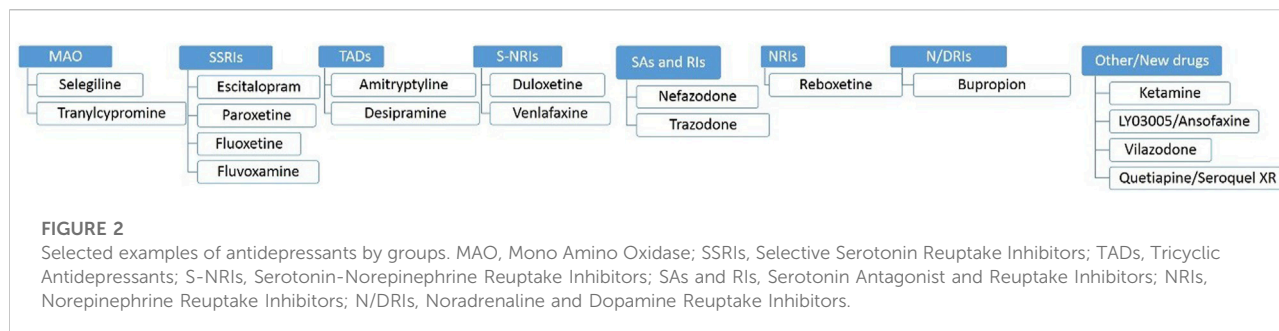 MAO
Selegiline
Tranylcypromine
SSRIs
Escitalopram
Paroxetine
Fluoxetine
Fluvoxamine
TADs
Amitryptyline
Desipramine
S-NRIs
Duloxetine
Venlafaxine
SAs and RIs
Nefazodone
Trazodone
NRIs
Reboxetine
N/DRIs
Bupropion
Other/New drugs
Ketamine
LY03005/Ansofaxine
Vilazodone
Quetiapine/Seroquel XR
FIGURE 2
Selected examples of antidepressants by groups. MAO, Mono Amino Oxidase; SSRIs, Selective Serotonin Reuptake Inhibitors; TADs, Tricyclic
Antidepressants; S-NRIs, Serotonin-Norepinephrine Reuptake Inhibitors; SAs and RIs, Serotonin Antagonist and Reuptake Inhibitors; NRIs,
Norepinephrine Reuptake Inhibitors; N/DRIs, Noradrenaline and Dopamine Reuptake Inhibitors.